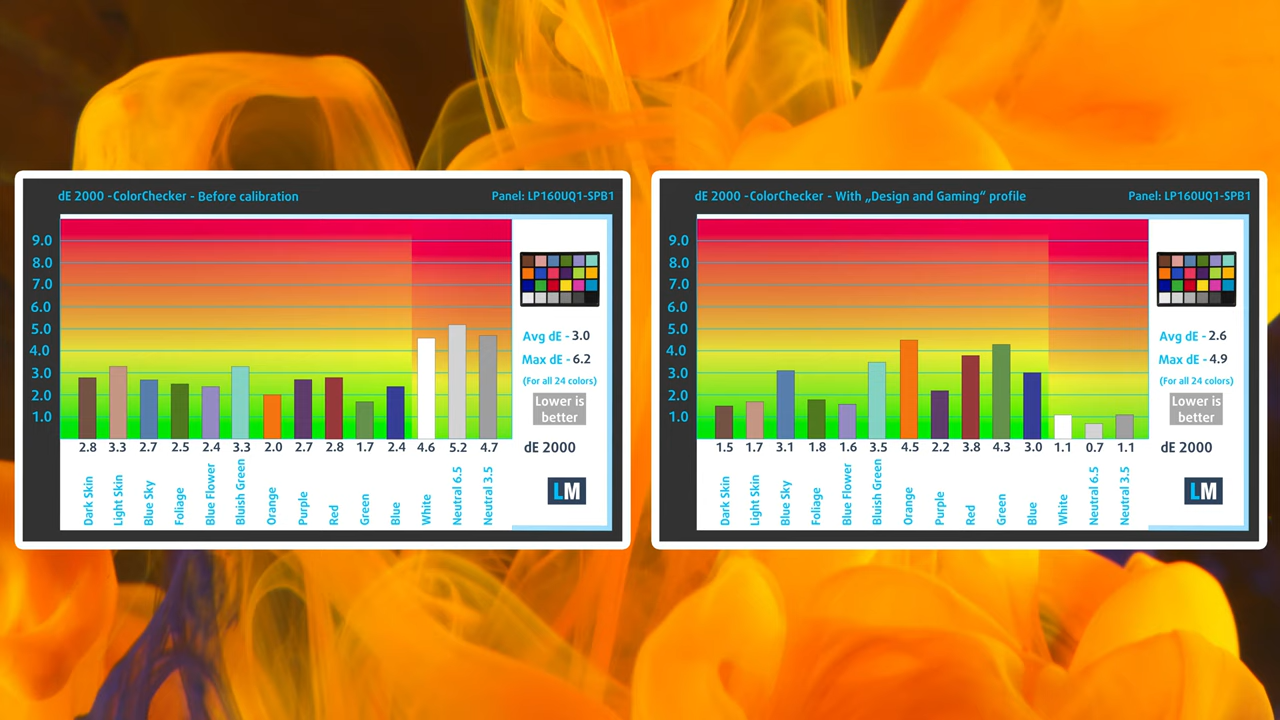 dE 2000 -ColorChecker - Before calibration
Panel: LP160UQ1-SPB1
9.0
8.0
7.0
6.0
5.0
4.0
3.0
2.0
1.0
Avg dE - 3.0
Max dE - 6.2
(For all 24 colors)
Lower is
better
2.8 3.3 2.7 2.5 2.4 3.3 2.0 2.7 2.8 1.7 2.4 4.6 5.2 4.7
dE 2000
Dark Skin
Light Skin
Blue Sky
Foliage
Blue Flower
Bluish Green
Orange
Purple
Red
Green
Blue
White
Neutral 6.5
Neutral 3.5
LM
dE 2000 -ColorChecker - With „Design and Gaming“ profile
Panel: LP160UQ1-SPB1
9.0
8.0
7.0
6.0
5.0
4.0
3.0
2.0
1.0
Avg dE - 2.6
Max dE - 4.9
(For all 24 colors)
Lower is
better
1.5 1.7 3.1 1.8 1.6 3.5 4.5 2.2 3.8 4.3 3.0 1.1 0.7 1.1
dE 2000
Dark Skin
Light Skin
Blue Sky
Foliage
Blue Flower
Bluish Green
Orange
Purple
Red
Green
Blue
White
Neutral 6.5
Neutral 3.5
LM